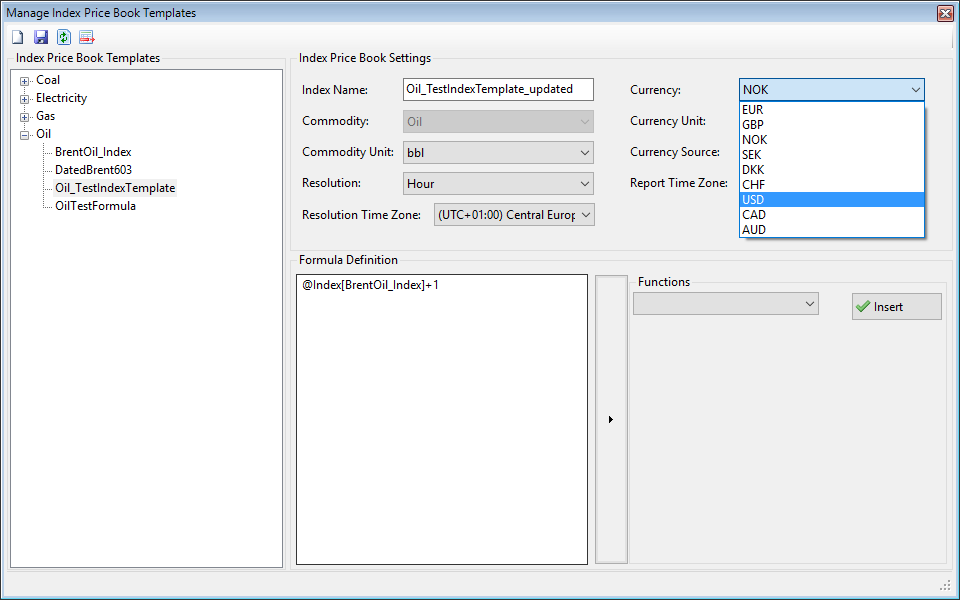 Manage Index Price Book Templates
Index Price Book Templates
Coal
Electricity
Gas
Oil
BrentOil_Index
DatedBrent603
Oil_TestIndexTemplate
OilTestFormula
Index Price Book Settings
Index Name: Oil_TestIndexTemplate_updated
Commodity: Oil
Commodity Unit: bbl
Resolution: Hour
Resolution Time Zone: (UTC+01:00) Central Europ
Currency: NOK
EUR
GBP
NOK
SEK
DKK
CHF
USD
CAD
AUD
Currency Unit:
Currency Source:
Report Time Zone:
Formula Definition
@Index[BrentOil_Index]+1
Functions
Insert